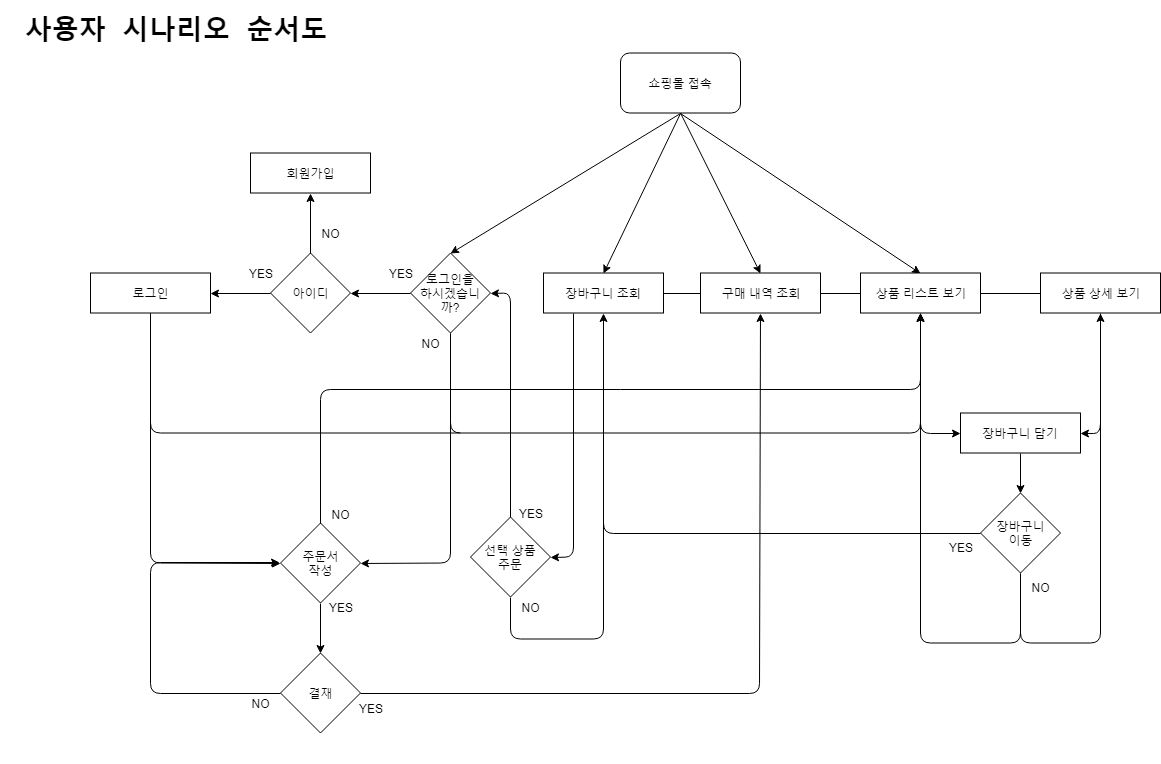 사용자 시나리오 순서도
쇼핑몰 접속
회원가입
NO
YES
YES
로그인
아이디
로그인을
하시겠습니
까?
장바구니 조회
구매 내역 조회
상품 리스트 보기
상품 상세 보기
NO
장바구니 담기
NO
YES
주문서
작성
선택 상품
주문
장바구니
이동
YES
YES
NO
NO
결재
NO
YES